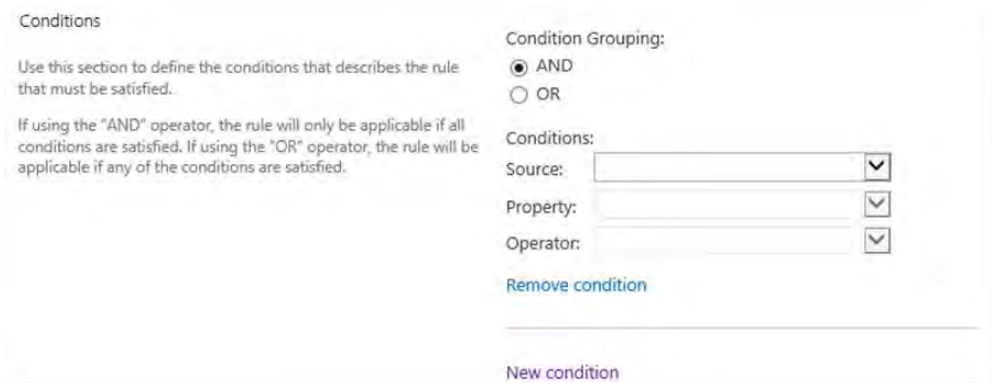 Conditions
Use this section to define the conditions that describes the rule
that must be satisfied.
If using the "AND" operator, the rule will only be applicable if all
conditions are satisfied. If using the "OR" operator, the rule will be
applicable if any of the conditions are satisfied.
Condition Grouping:
AND
OR
Conditions:
Source:
Property:
Operator:
Remove condition
New condition